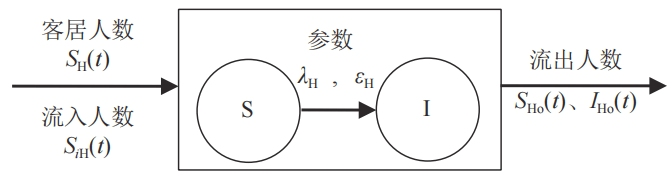 客居人数
S_H(t)
流入人数
S_iH(t)
参数
λ_H , ε_H
S
I
流出人数
S_Ho(t)、I_Ho(t)